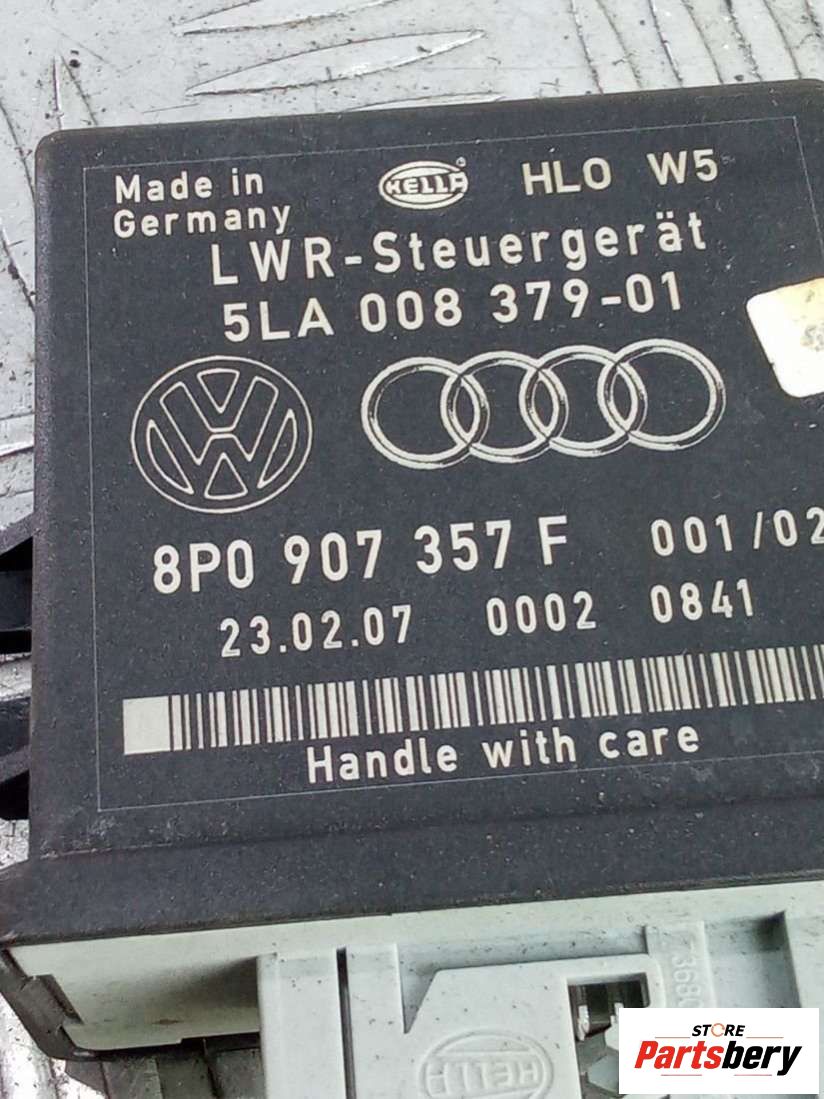 Made in HELLA HLO W5
Germany
LWR-Steuergerät
5LA 008 379-01
8P0 907 357 F 001/02
23.02.07 0002 0841
Handle with care
HELLA
STORE
Partsbery